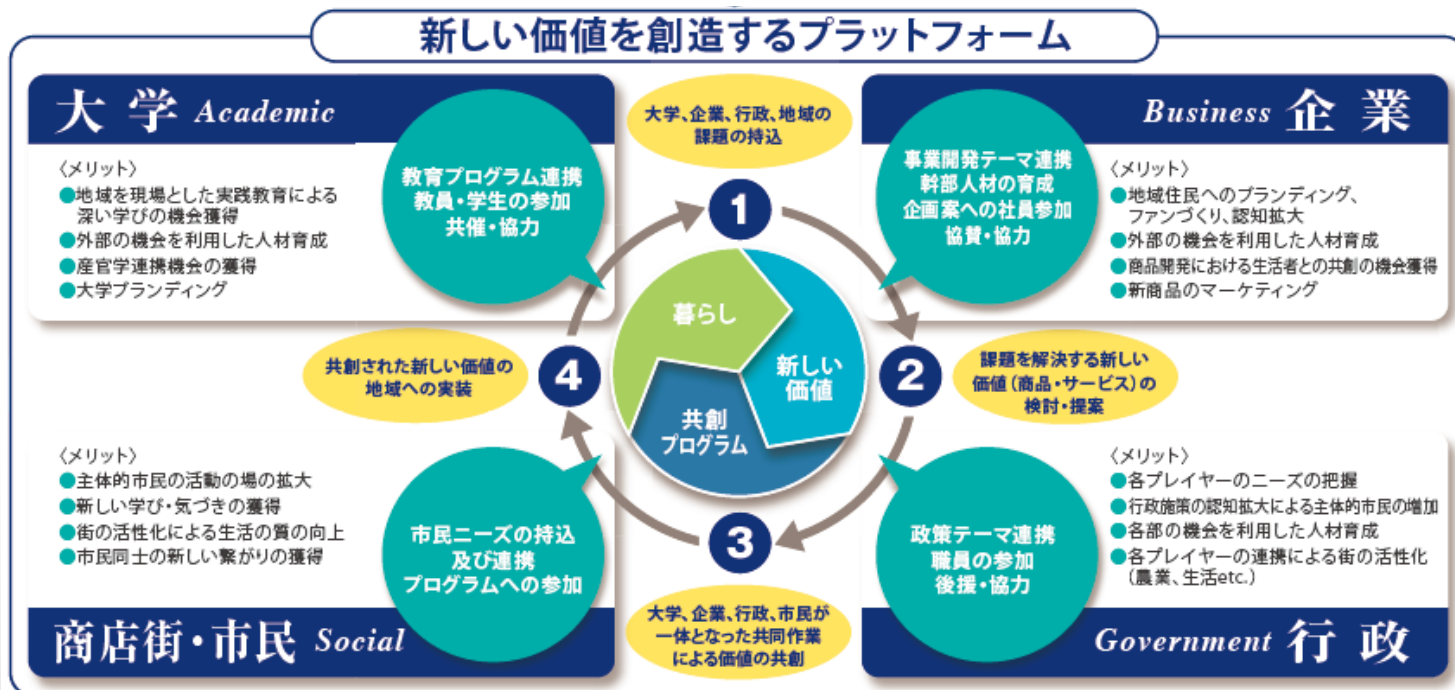 新しい価値を創造するプラットフォーム
大学 Academic
〈メリット〉
●地域を現場とした実践教育による
深い学びの機会獲得
●外部の機会を利用した人材育成
●産官学連携機会の獲得
●大学ブランディング
教育プログラム連携
教員・学生の参加
共催・協力
大学、企業、行政、地域の
課題の持込
1
Business 企業
事業開発テーマ連携
幹部人材の育成
企画案への社員参加
協賛・協力
〈メリット〉
●地域住民へのブランディング、
ファンづくり、認知拡大
●外部の機会を利用した人材育成
●商品開発における生活者との共創の機会獲得
●新商品のマーケティング
暮らし
新しい
価値
共創
プログラム
2
課題を解決する新しい
価値(商品・サービス)の
検討・提案
共創された新しい価値の
地域への実装
4
〈メリット〉
●主体的市民の活動の場の拡大
●新しい学び・気づきの獲得
●街の活性化による生活の質の向上
●市民同士の新しい繋がりの獲得
市民ニーズの持込
及び連携
プログラムへの参加
商店街・市民 Social
3
大学、企業、行政、市民が
一体となった共同作業
による価値の共創
政策テーマ連携
職員の参加
後援・協力
〈メリット〉
●各プレイヤーのニーズの把握
●行政施策の認知拡大による主体的市民の増加
●各部の機会を利用した人材育成
●各プレイヤーの連携による街の活性化
(農業、生活etc.)
Government 行政